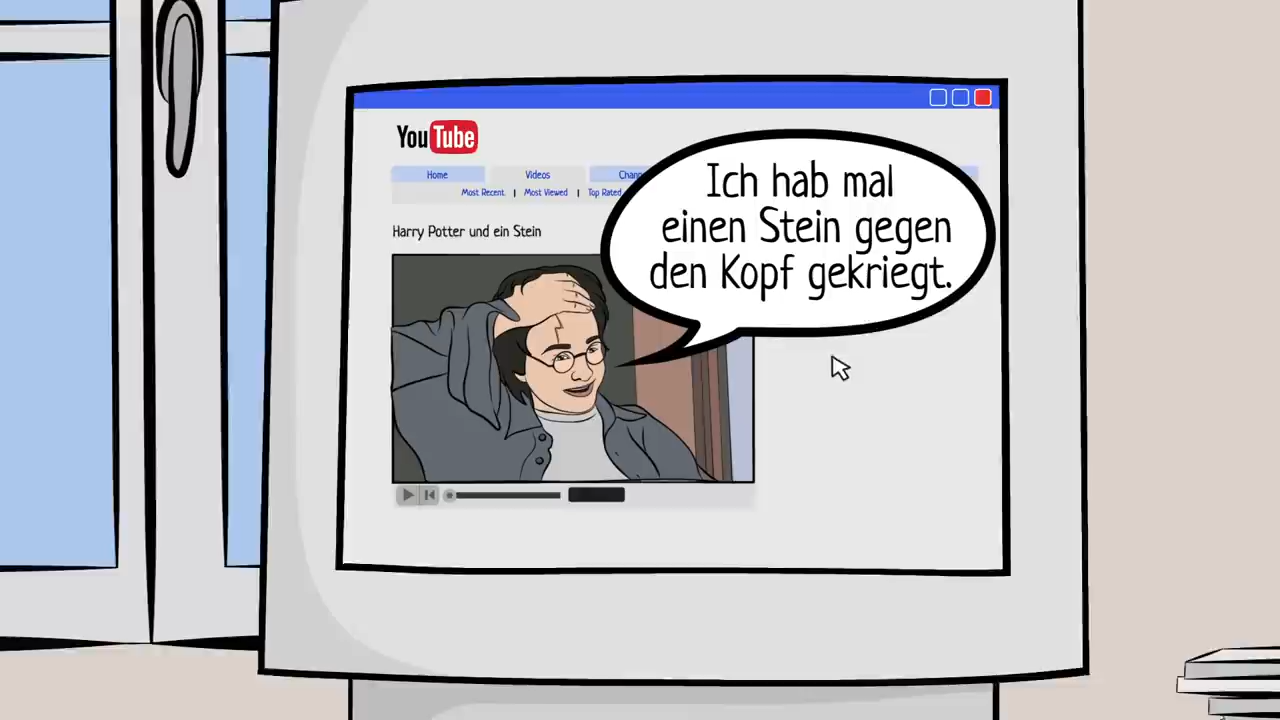 YouTube
Home Videos
Most Recent | Most Viewed | Top Rated
Harry Potter und ein Stein
Ich hab mal
einen Stein gegen
den Kopf gekriegt.